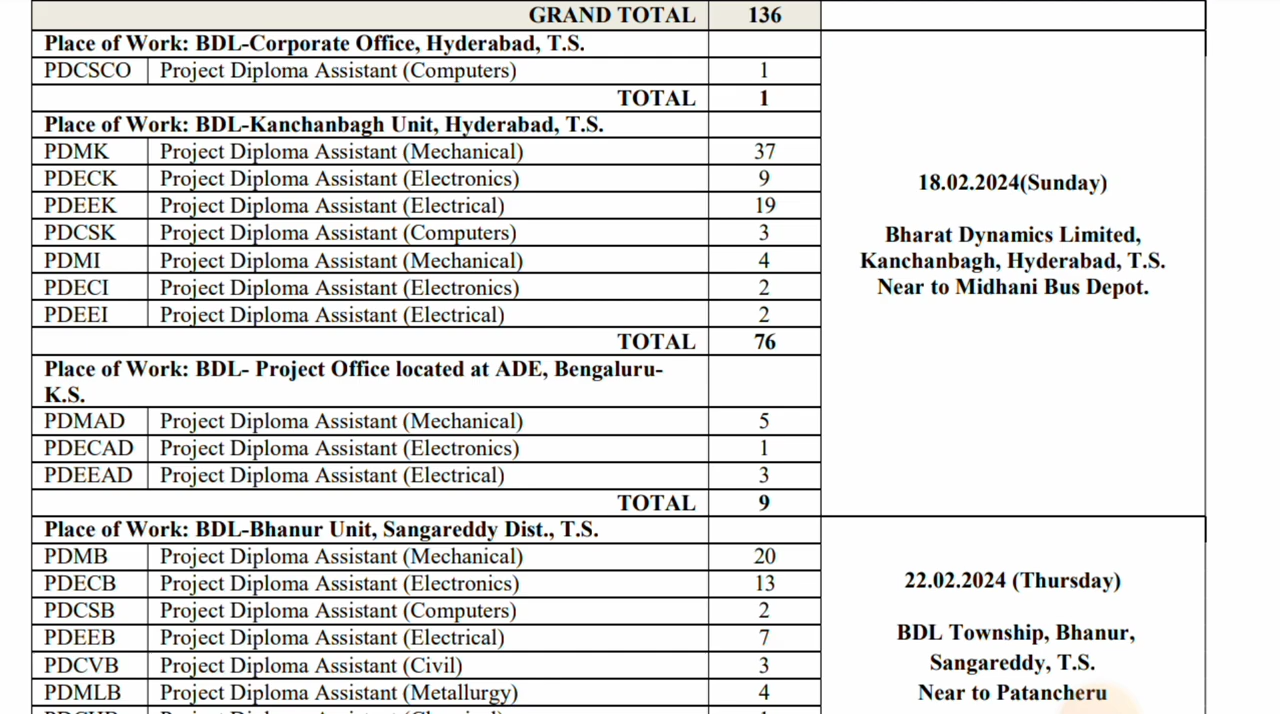 GRAND TOTAL 136
Place of Work: BDL-Corporate Office, Hyderabad, T.S.
PDCSCO Project Diploma Assistant (Computers) 1
TOTAL 1
Place of Work: BDL-Kanchanbagh Unit, Hyderabad, T.S.
PDMK Project Diploma Assistant (Mechanical) 37
PDECK Project Diploma Assistant (Electronics) 9
PDEEK Project Diploma Assistant (Electrical) 19
PDCSK Project Diploma Assistant (Computers) 3
PDMI Project Diploma Assistant (Mechanical) 4
PDECI Project Diploma Assistant (Electronics) 2
PDEEI Project Diploma Assistant (Electrical) 2
TOTAL 76
Place of Work: BDL- Project Office located at ADE, Bengaluru-
K.S.
PDMAD Project Diploma Assistant (Mechanical) 5
PDECAD Project Diploma Assistant (Electronics) 1
PDEEAD Project Diploma Assistant (Electrical) 3
TOTAL 9
18.02.2024(Sunday)
Bharat Dynamics Limited,
Kanchanbagh, Hyderabad, T.S.
Near to Midhani Bus Depot.
Place of Work: BDL-Bhanur Unit, Sangareddy Dist., T.S.
PDMB Project Diploma Assistant (Mechanical) 20
PDECB Project Diploma Assistant (Electronics) 13
PDCSB Project Diploma Assistant (Computers) 2
PDEEB Project Diploma Assistant (Electrical) 7
PDCVB Project Diploma Assistant (Civil) 3
PDMLB Project Diploma Assistant (Metallurgy) 4
22.02.2024 (Thursday)
BDL Township, Bhanur,
Sangareddy, T.S.
Near to Patancheru